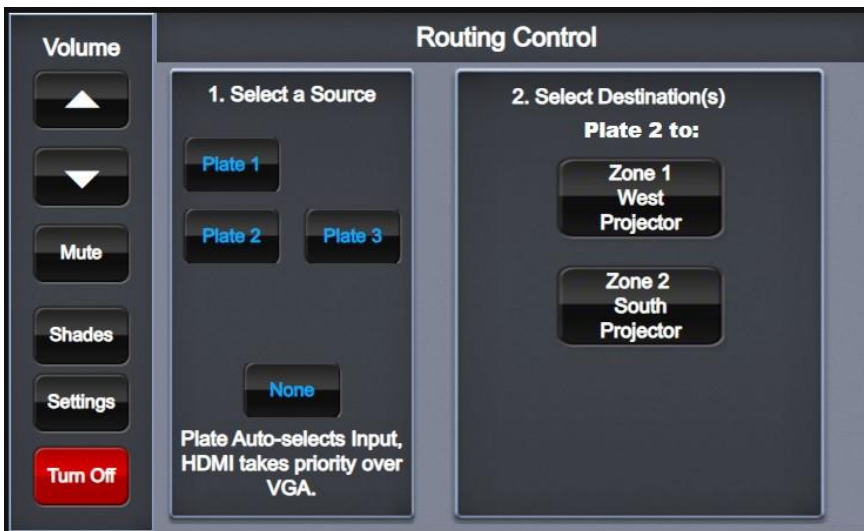 Volume
Mute
Shades
Settings
Turn Off
Routing Control
1. Select a Source
Plate 1
Plate 2
Plate 3
None
Plate Auto-selects Input,
HDMI takes priority over
VGA.
2. Select Destination(s)
Plate 2 to:
Zone 1
West
Projector
Zone 2
South
Projector